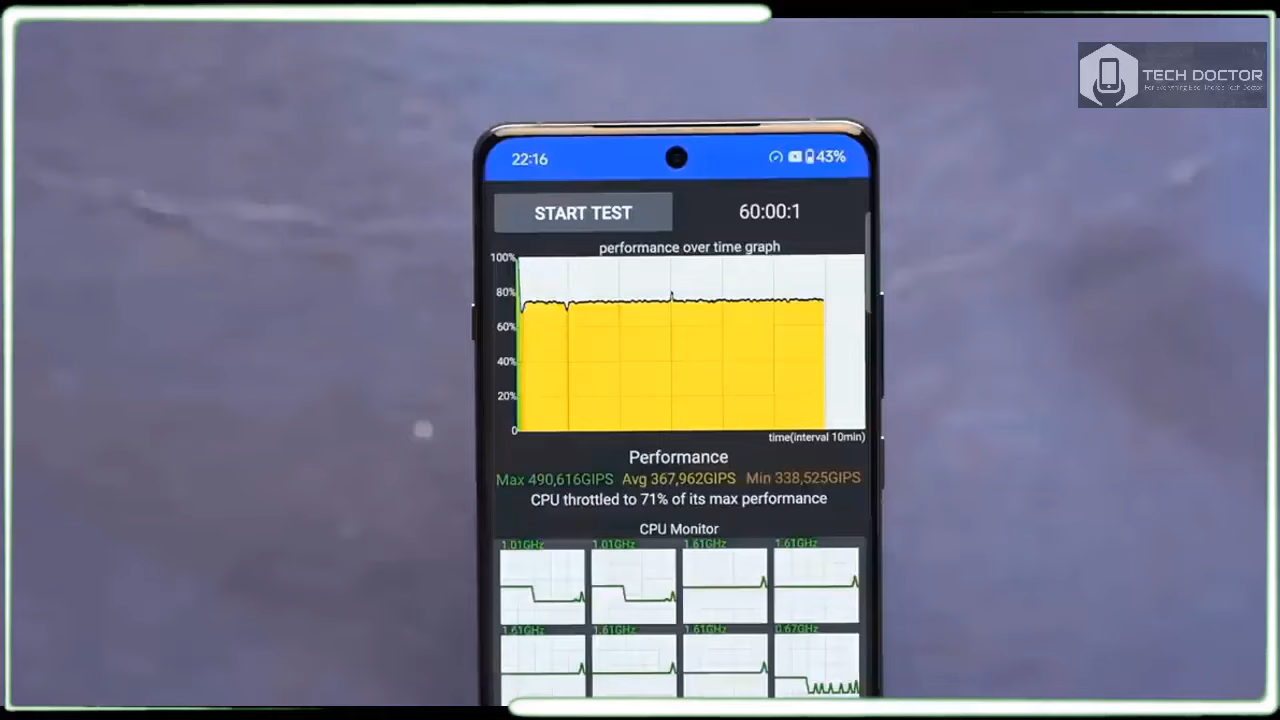 TECH DOCTOR
22:16
43%
START TEST
60:00:1
performance over time graph
100%
80%
60%
40%
20%
0
time(interval 10min)
Performance
Max 490,616GIPS Avg 367,962GIPS Min 338,525GIPS
CPU throttled to 71% of its max performance
CPU Monitor
1.01GHz 1.01GHz 1.61GHz 1.61GHz
1.61GHz 1.61GHz 1.61GHz 0.67GHz